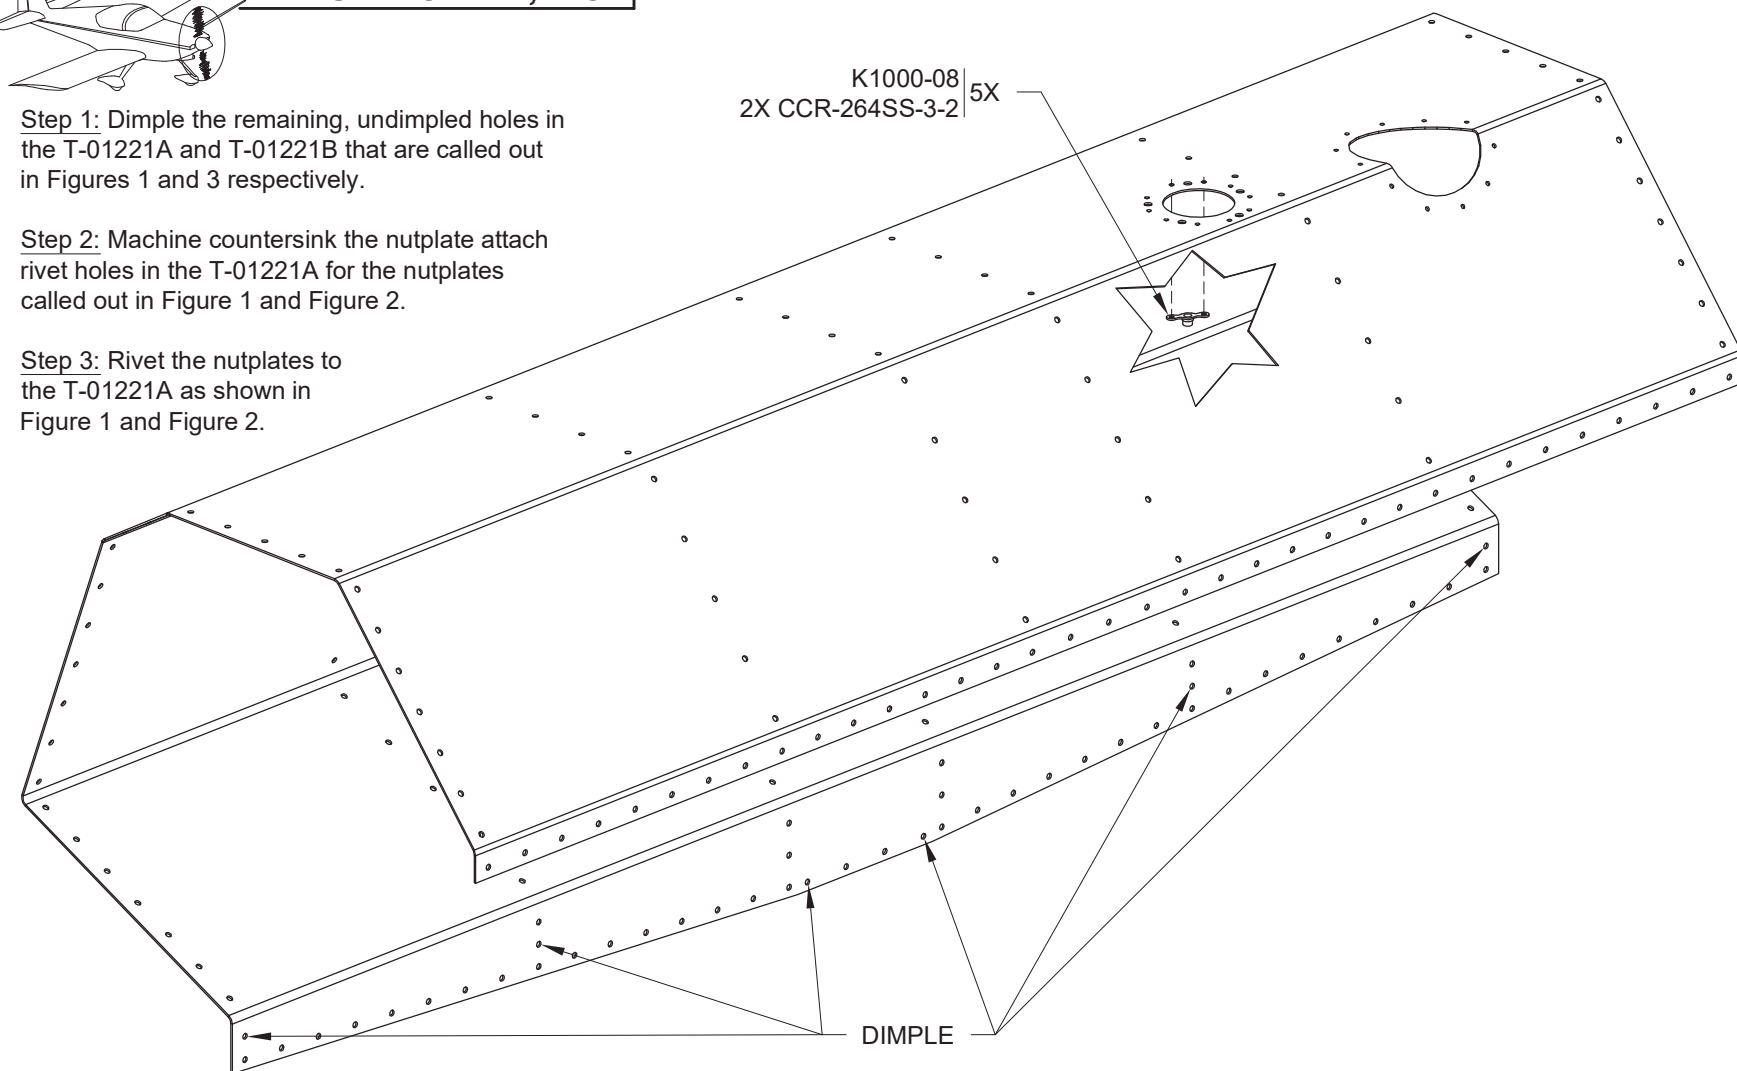 Step 1: Dimple the remaining, undimpled holes in
the T-01221A and T-01221B that are called out
in Figures 1 and 3 respectively.
Step 2: Machine countersink the nutplate attach
rivet holes in the T-01221A for the nutplates
called out in Figure 1 and Figure 2.
Step 3: Rivet the nutplates to
the T-01221A as shown in
Figure 1 and Figure 2.
K1000-08
2X CCR-264SS-3-2
5X
DIMPLE